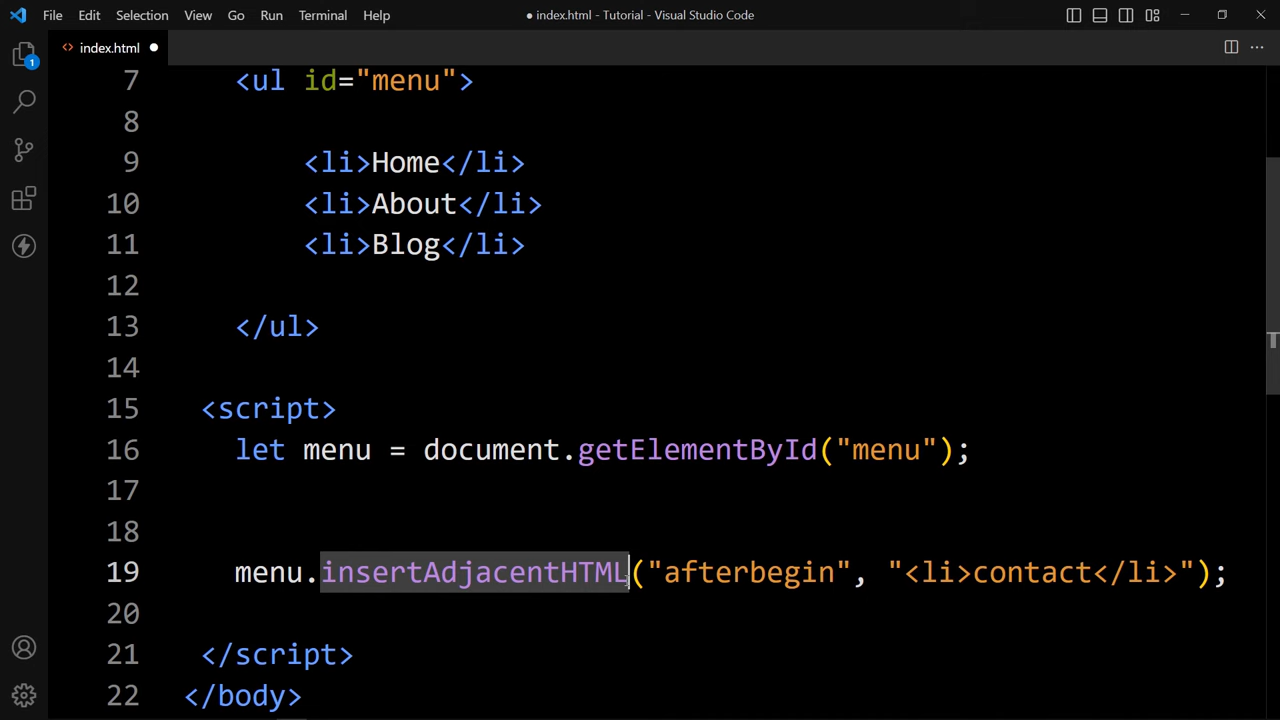 File Edit Selection View Go Run Terminal Help ● index.html - Tutorial - Visual Studio Code
<> index.html ●
1
7 <ul id="menu">
8
9 <li>Home</li>
10 <li>About</li>
11 <li>Blog</li>
12
13 </ul>
14
15 <script>
16 let menu = document.getElementById("menu");
17
18
19 menu.insertAdjacentHTML("afterbegin", "<li>contact</li>");
20
21 </script>
22 </body>